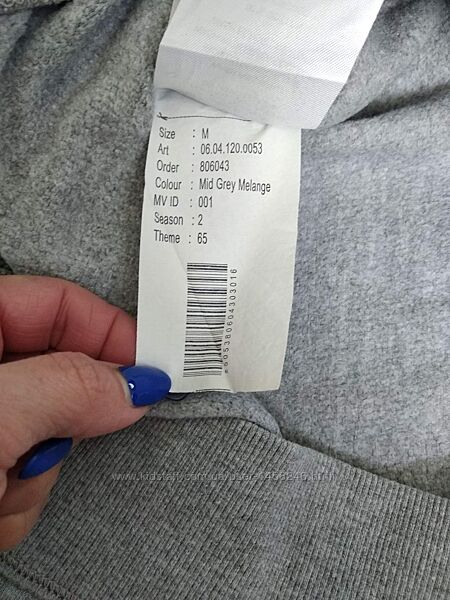 Size : M
Art : 06.04.120.0053
Order : 806043
Colour : Mid Grey Melange
MV ID : 001
Season : 2
Theme : 65